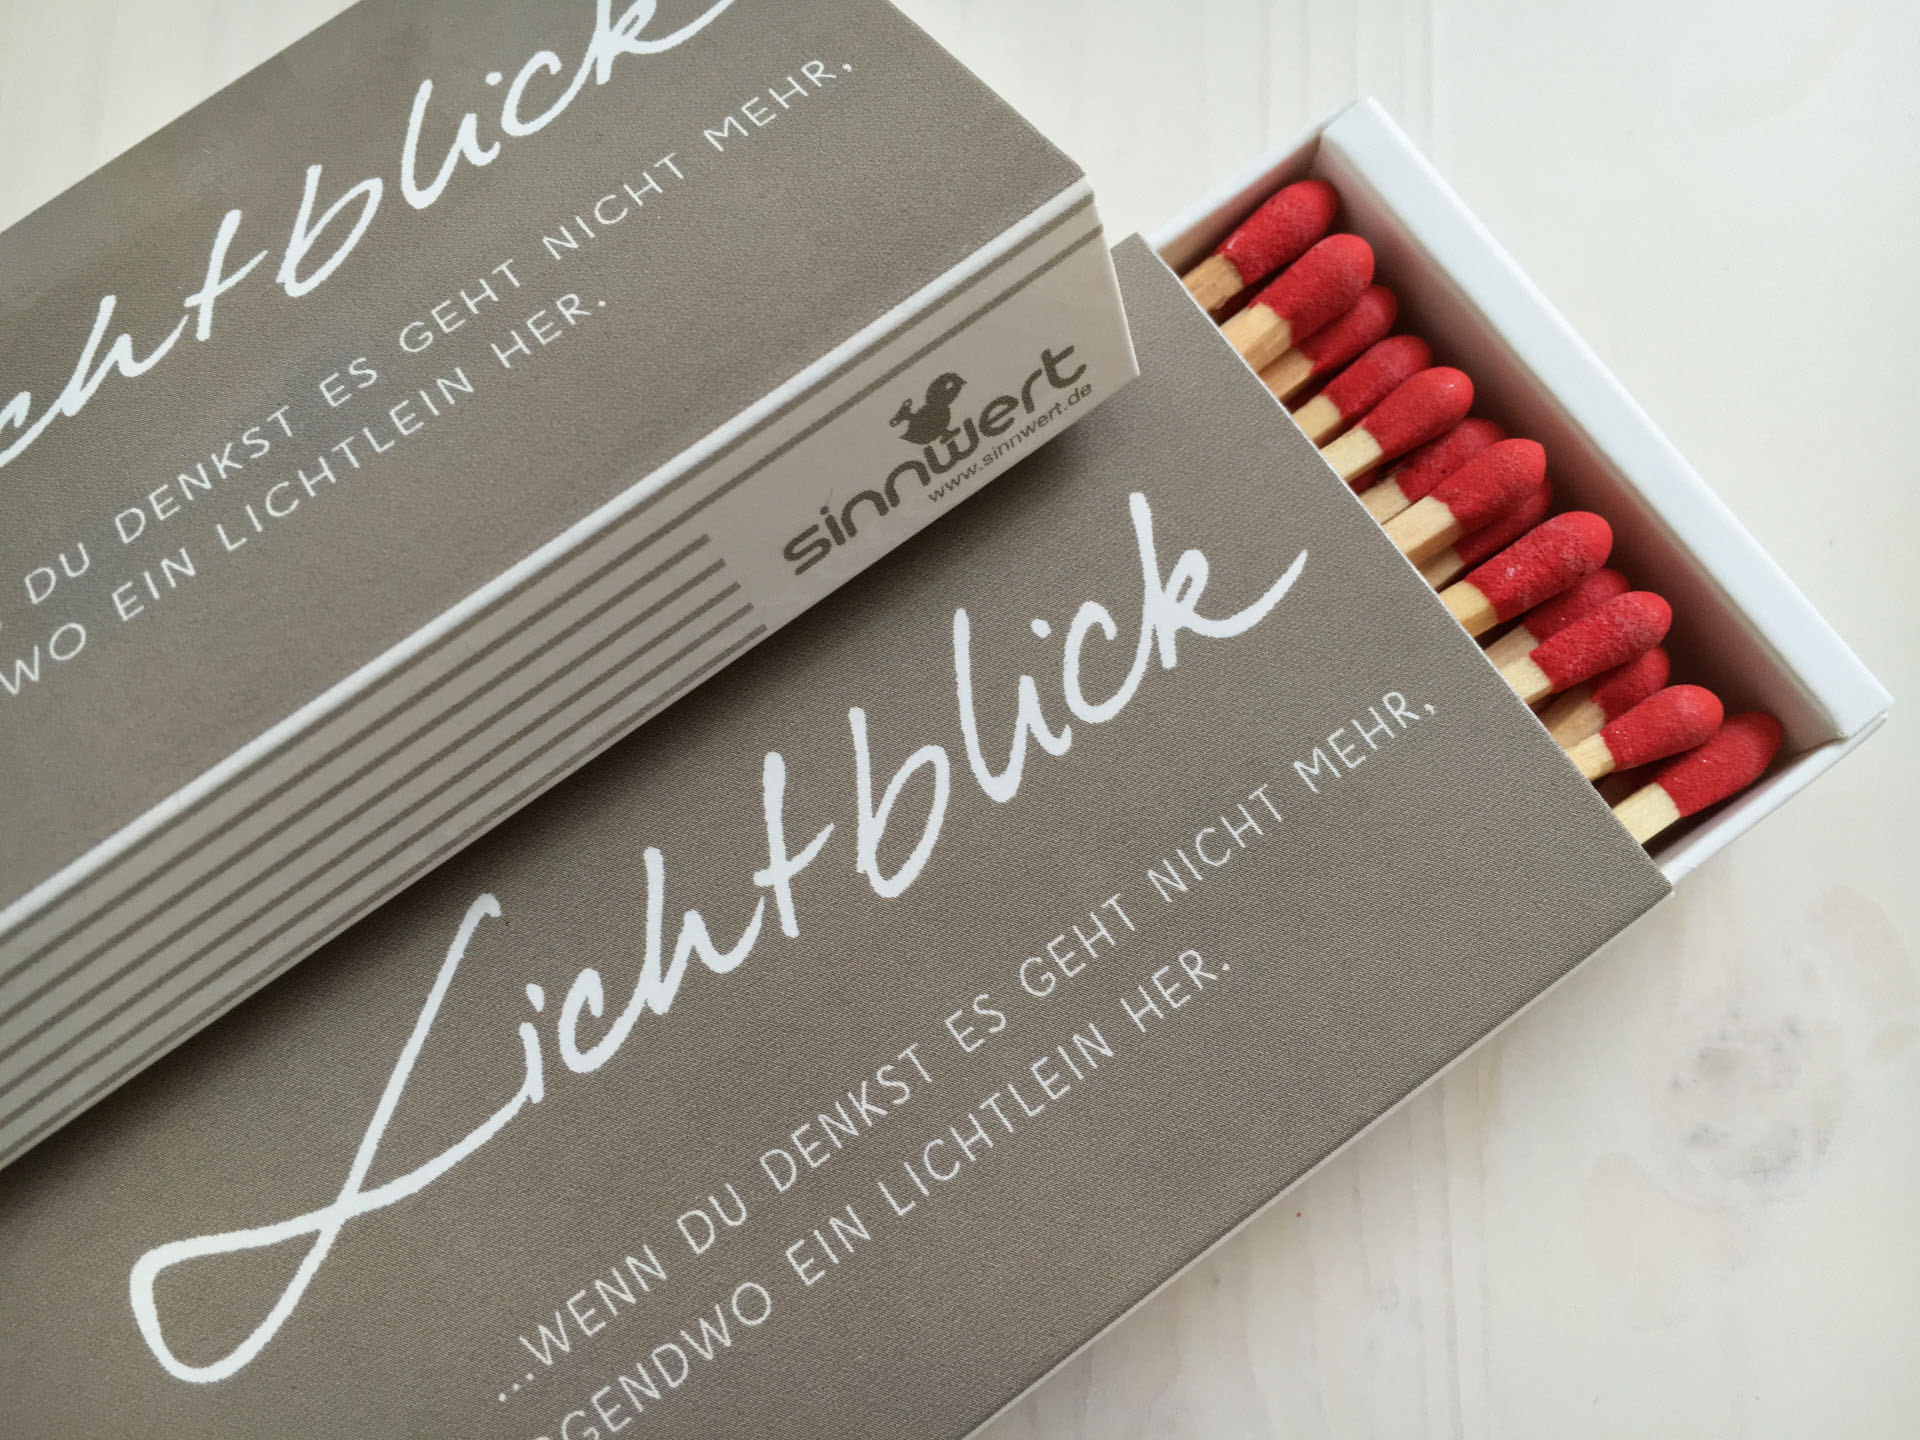 chtblick
DU DENKST ES GEHT NICHT MEHR,
WO EIN LICHTLEIN HER.
sinnwert
www.sinnwert.de
Lichtblick
...WENN DU DENKST ES GEHT NICHT MEHR,
GENDWO EIN LICHTLEIN HER.